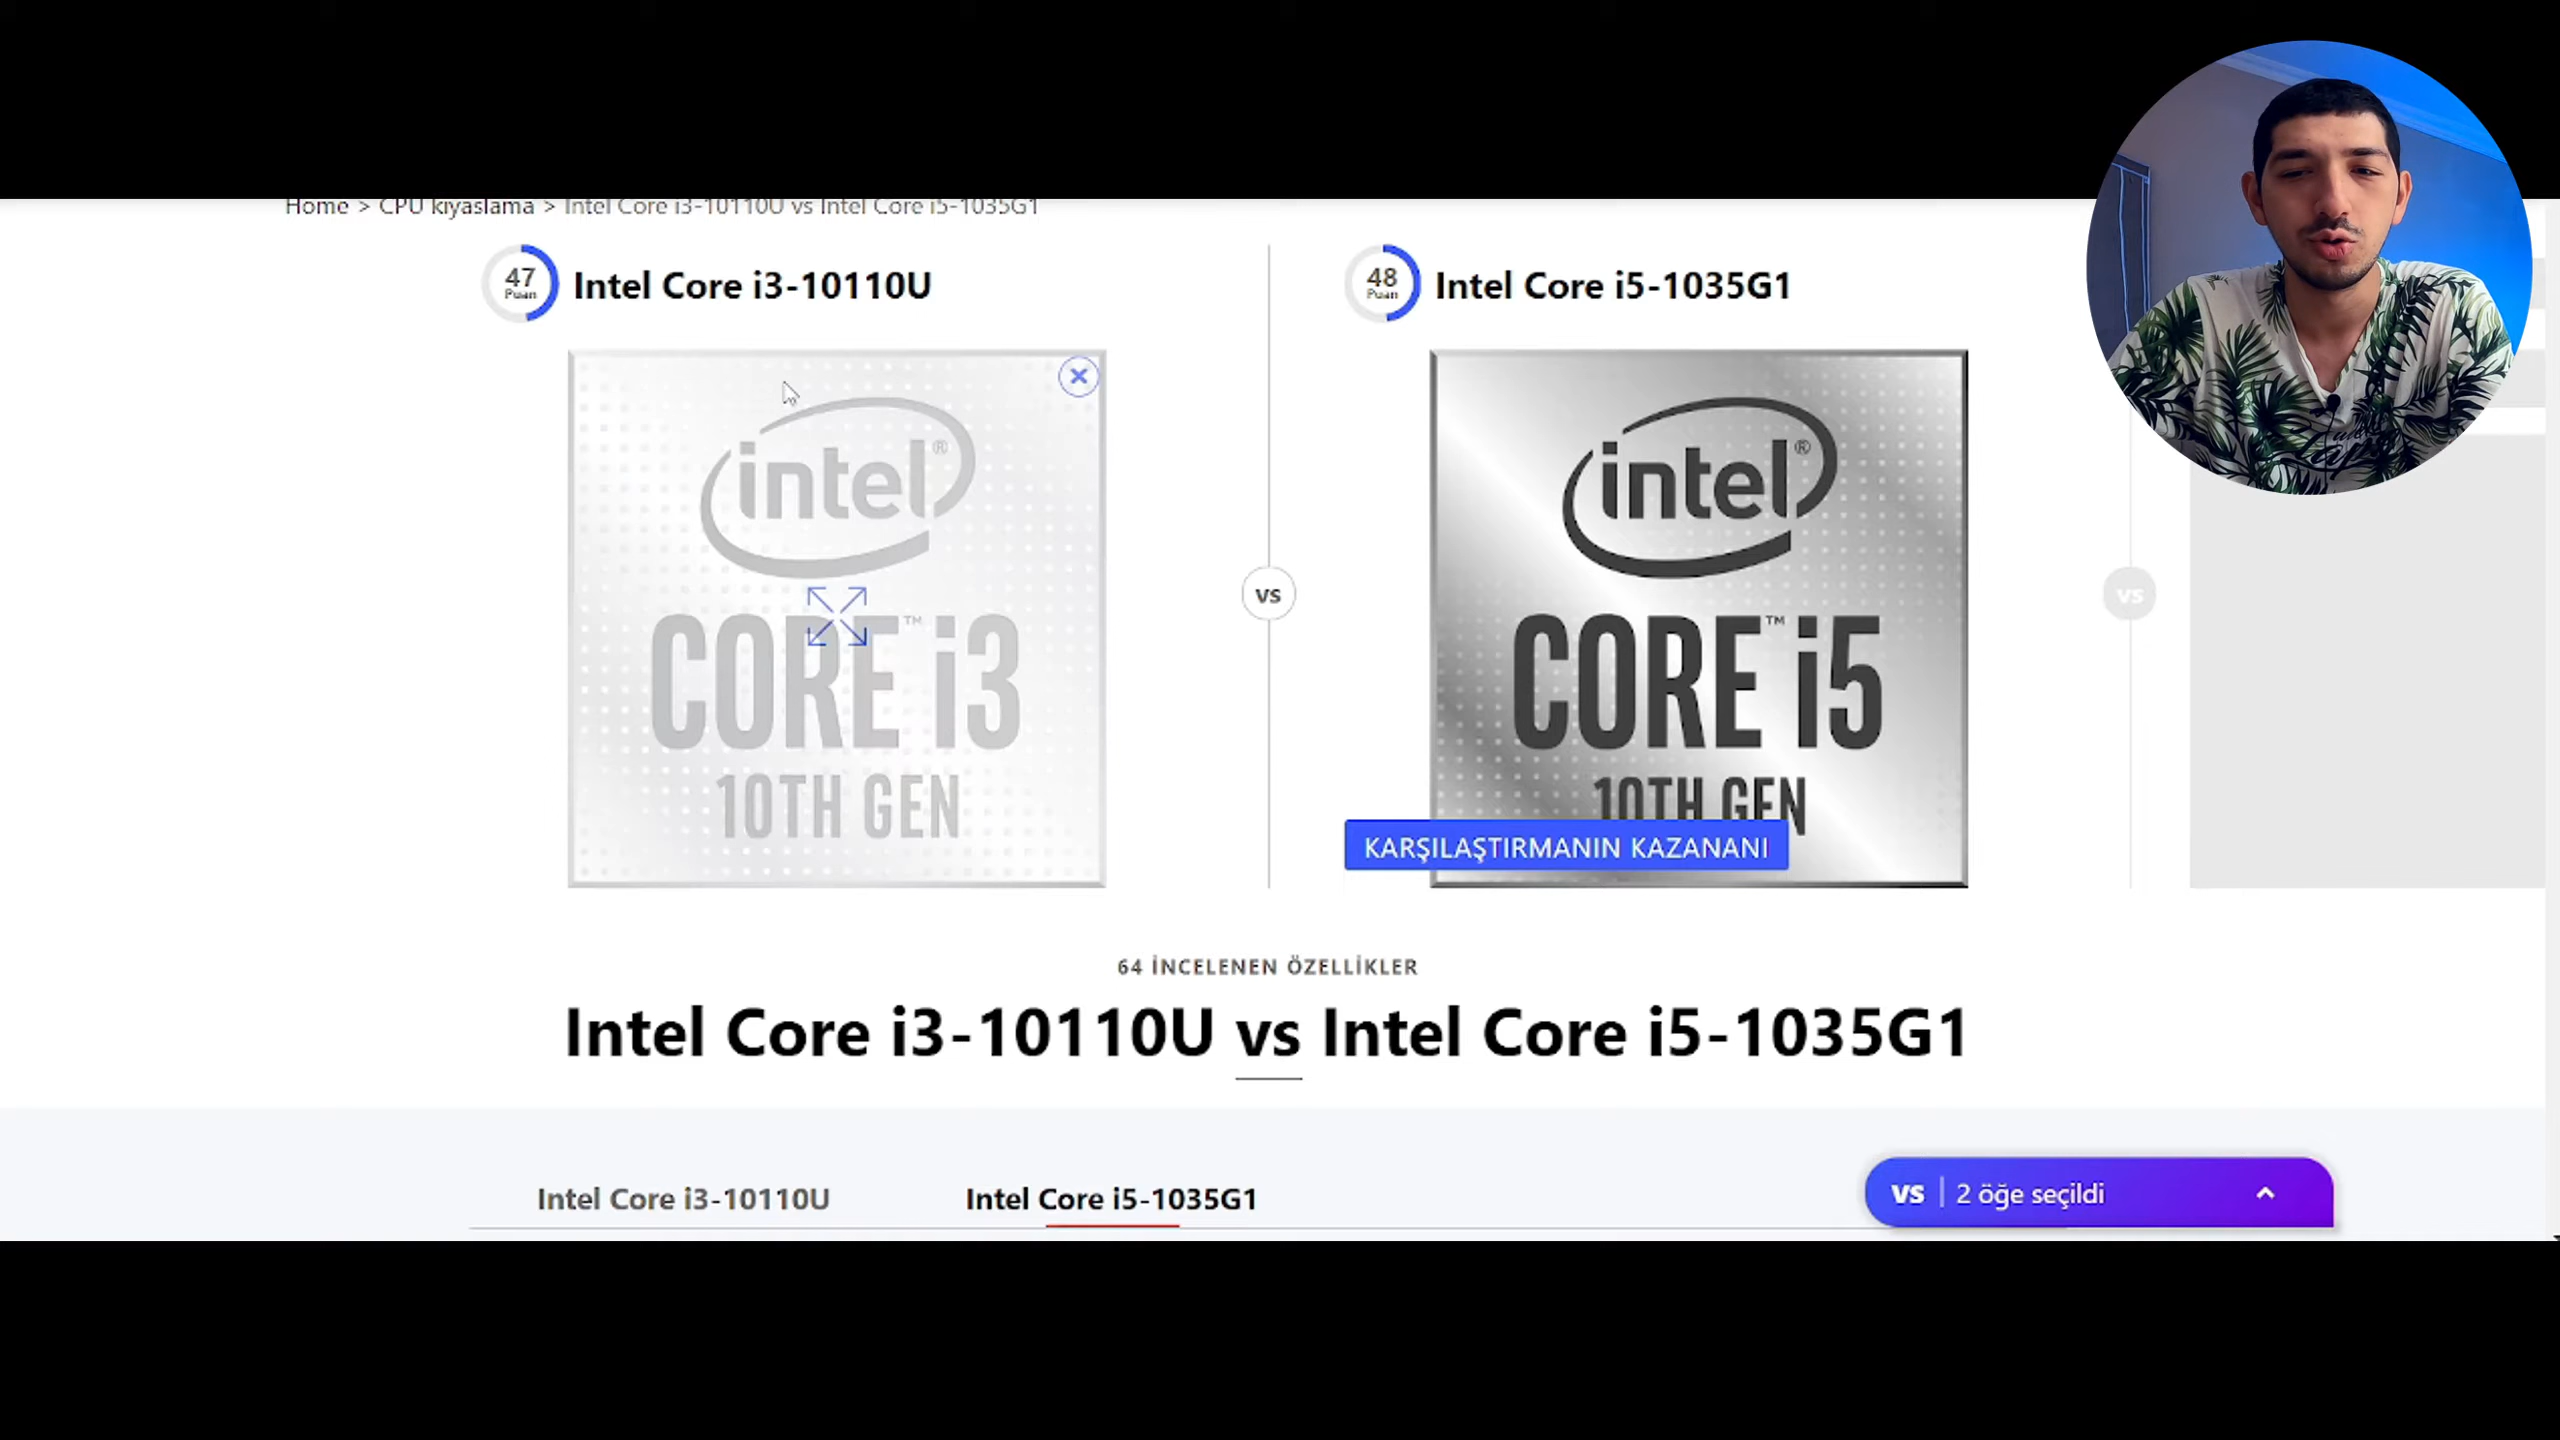 Home > CPU kıyaslama > Intel Core i3-10110U vs Intel Core i5-1035G1
47
Puan
Intel Core i3-10110U
48
Puan
Intel Core i5-1035G1
intel®
CORE™ i3
10TH GEN
vs
intel®
CORE™ i5
10TH GEN
KARŞILAŞTIRMANIN KAZANANI
vs
64 İNCELENEN ÖZELLİKLER
Intel Core i3-10110U vs Intel Core i5-1035G1
Intel Core i3-10110U
Intel Core i5-1035G1
vs | 2 öğe seçildi